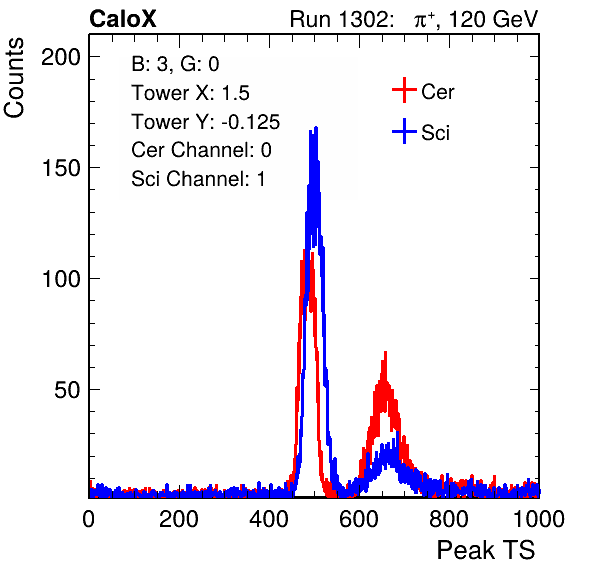 CaloX Run 1302: π+, 120 GeV
Counts
200
150
100
50
B: 3, G: 0
Tower X: 1.5
Tower Y: -0.125
Cer Channel: 0
Sci Channel: 1
Cer
Sci
0 200 400 600 800 1000
Peak TS